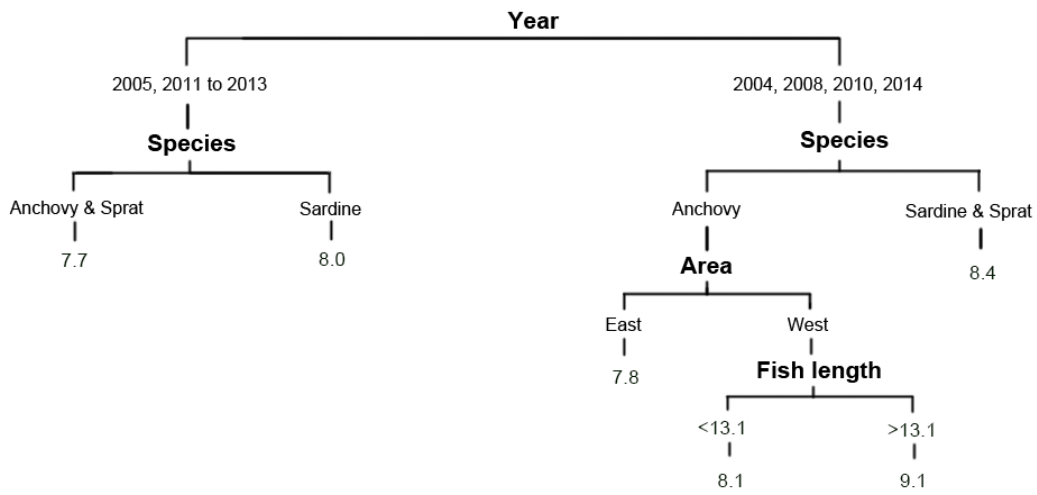 Year
2005, 2011 to 2013
2004, 2008, 2010, 2014
Species
Species
Anchovy & Sprat
Sardine
Anchovy
Sardine & Sprat
7.7
8.0
Area
8.4
East
West
7.8
Fish length
<13.1
>13.1
8.1
9.1